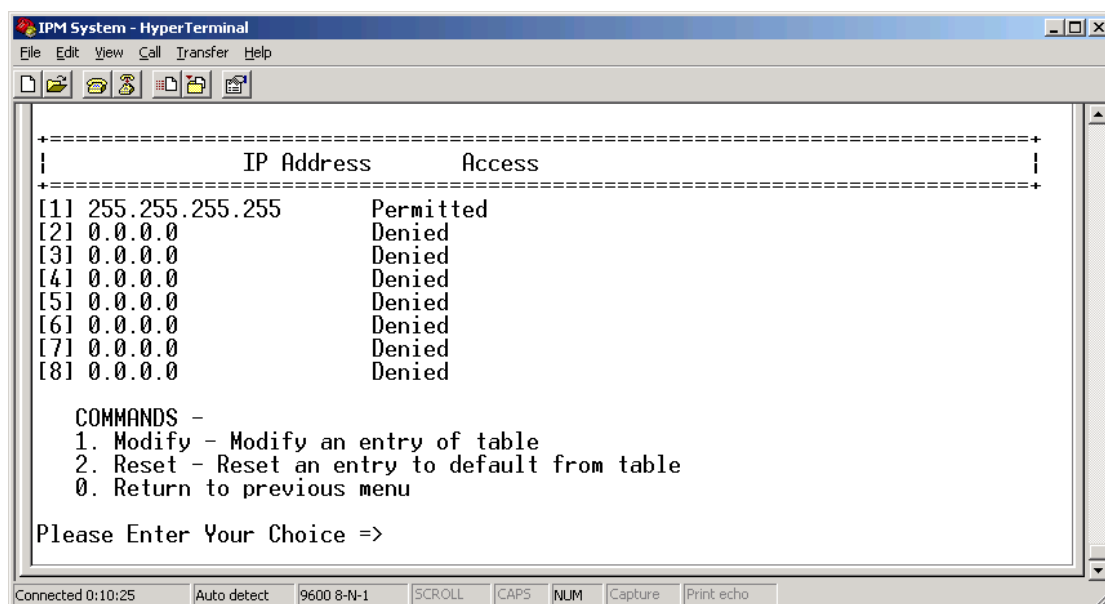 IPM System - HyperTerminal
File Edit View Call Transfer Help
+============================================================================+
¦ IP Address Access ¦
+============================================================================+
[1] 255.255.255.255 Permitted
[2] 0.0.0.0 Denied
[3] 0.0.0.0 Denied
[4] 0.0.0.0 Denied
[5] 0.0.0.0 Denied
[6] 0.0.0.0 Denied
[7] 0.0.0.0 Denied
[8] 0.0.0.0 Denied
COMMANDS -
1. Modify - Modify an entry of table
2. Reset - Reset an entry to default from table
0. Return to previous menu
Please Enter Your Choice =>
Connected 0:10:25 Auto detect 9600 8-N-1 SCROLL CAPS NUM Capture Print echo